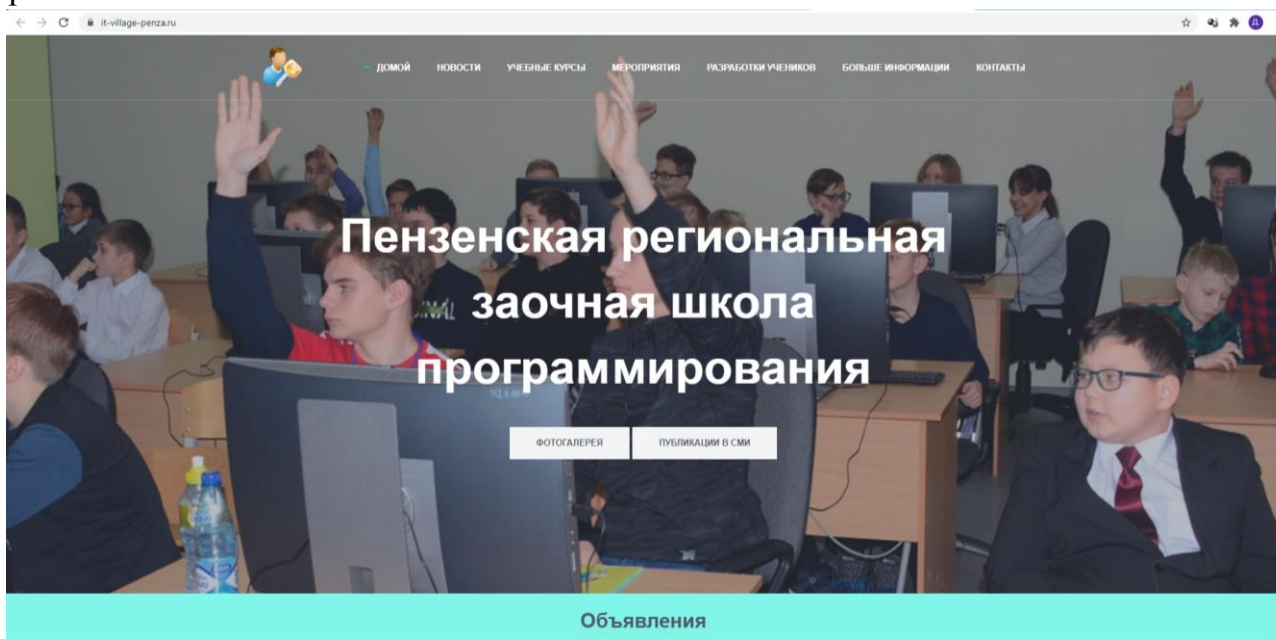 it-village-penza.ru
Д
ДОМОЙ НОВОСТИ УЧЕБНЫЕ КУРСЫ МЕРОПРИЯТИЯ РАЗРАБОТКИ УЧЕНИКОВ БОЛЬШЕ ИНФОРМАЦИИ КОНТАКТЫ
Пензенская региональная
заочная школа
программирования
ФОТОГАЛЕРЕЯ ПУБЛИКАЦИИ В СМИ
Объявления